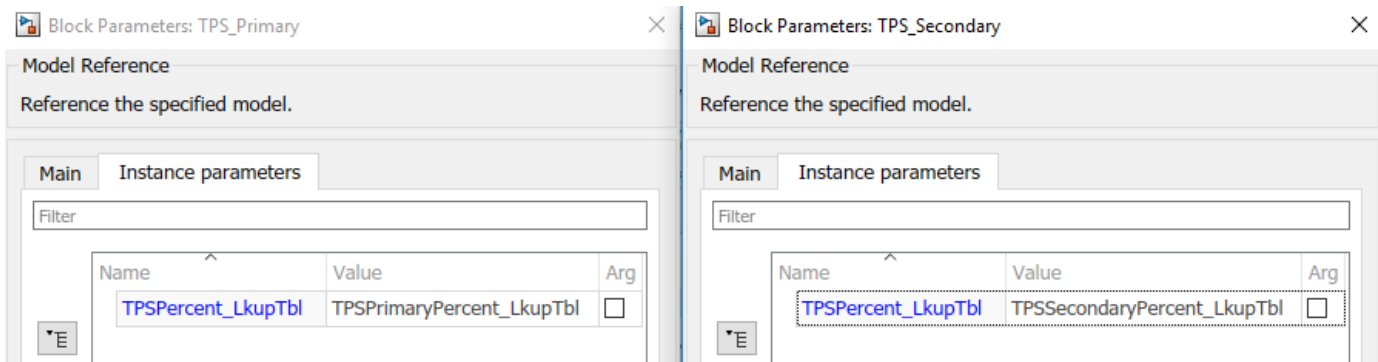 Block Parameters: TPS_Primary
Model Reference
Reference the specified model.
Main Instance parameters
Filter
Name Value Arg
TPSPercent_LkupTbl TPSPrimaryPercent_LkupTbl
Block Parameters: TPS_Secondary
Model Reference
Reference the specified model.
Main Instance parameters
Filter
Name Value Arg
TPSPercent_LkupTbl TPSSecondaryPercent_LkupTbl